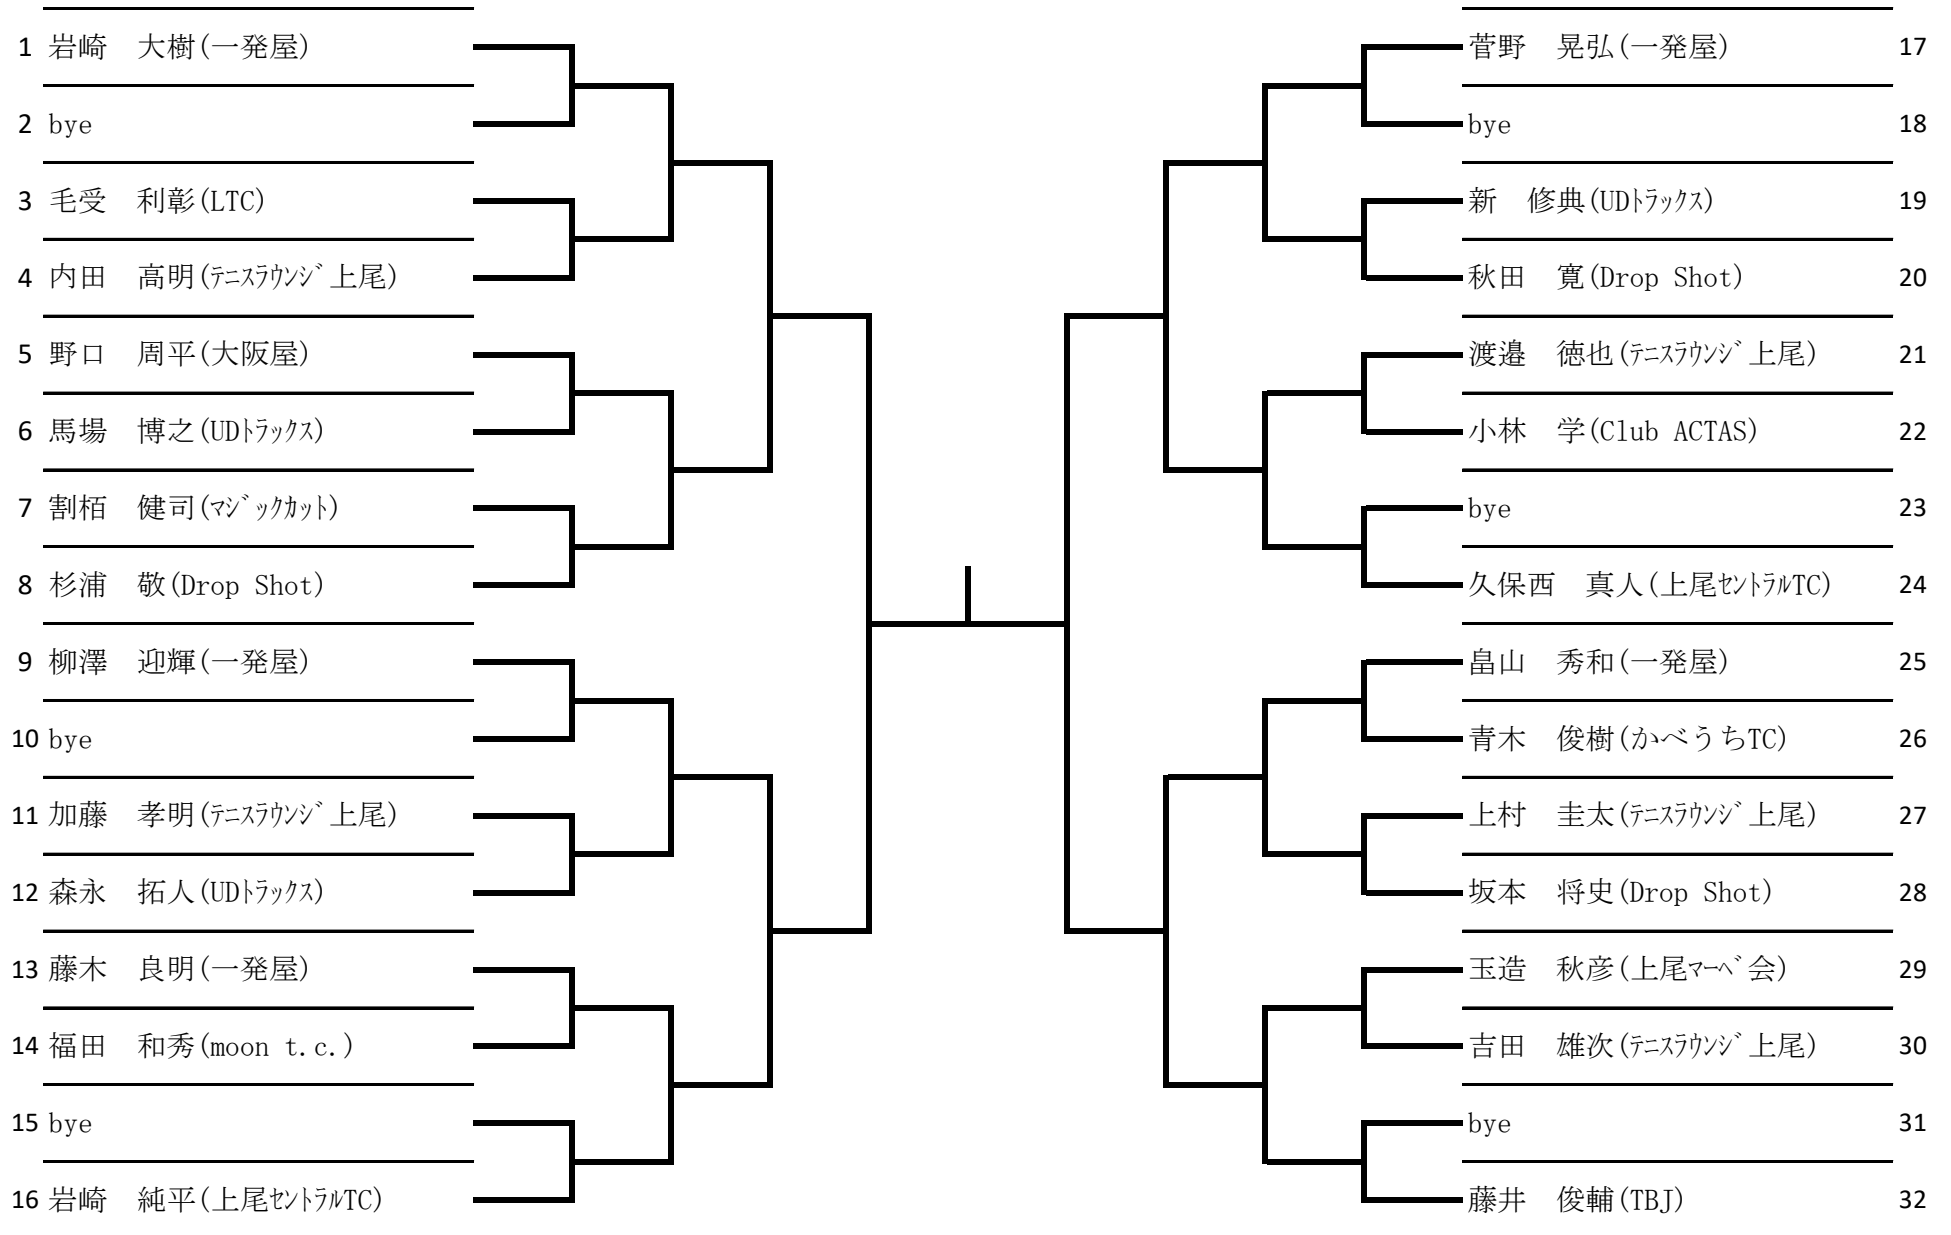 1 岩崎　大樹(一発屋)
2 bye
3 毛受　利彰(LTC)
4 内田　高明(ﾃﾆｽﾗｳﾝｼﾞ上尾)
5 野口　周平(大阪屋)
6 馬場　博之(UDﾄﾗｯｸｽ)
7 割栢　健司(ﾏｼﾞｯｸｶｯﾄ)
8 杉浦　敬(Drop Shot)
9 柳澤　迎輝(一発屋)
10 bye
11 加藤　孝明(ﾃﾆｽﾗｳﾝｼﾞ上尾)
12 森永　拓人(UDﾄﾗｯｸｽ)
13 藤木　良明(一発屋)
14 福田　和秀(moon t.c.)
15 bye
16 岩崎　純平(上尾ｾﾝﾄﾗﾙTC)
菅野　晃弘(一発屋) 17
bye 18
新　修典(UDﾄﾗｯｸｽ) 19
秋田　寛(Drop Shot) 20
渡邉　徳也(ﾃﾆｽﾗｳﾝｼﾞ上尾) 21
小林　学(Club ACTAS) 22
bye 23
久保西　真人(上尾ｾﾝﾄﾗﾙTC) 24
畠山　秀和(一発屋) 25
青木　俊樹(かべうちTC) 26
上村　圭太(ﾃﾆｽﾗｳﾝｼﾞ上尾) 27
坂本　将史(Drop Shot) 28
玉造　秋彦(上尾ﾏｰﾍﾞ会) 29
吉田　雄次(ﾃﾆｽﾗｳﾝｼﾞ上尾) 30
bye 31
藤井　俊輔(TBJ) 32